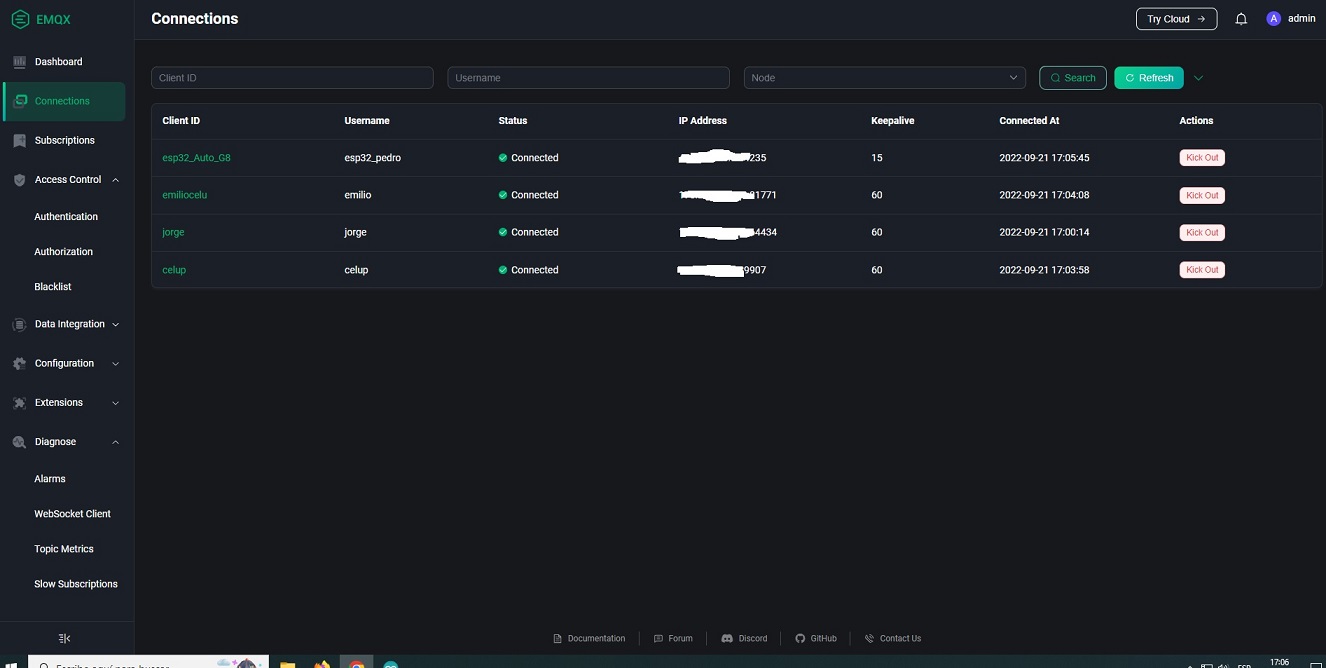 EMQX
Connections
Try Cloud →
A admin
Dashboard
Connections
Subscriptions
Access Control
Authentication
Authorization
Blacklist
Data Integration
Configuration
Extensions
Diagnose
Alarms
WebSocket Client
Topic Metrics
Slow Subscriptions
Client ID Username Node Search Refresh
Client ID Username Status IP Address Keepalive Connected At Actions
esp32_Auto_G8 esp32_pedro Connected 235 15 2022-09-21 17:05:45 Kick Out
emiliocelu emilio Connected 1771 60 2022-09-21 17:04:08 Kick Out
jorge jorge Connected 4434 60 2022-09-21 17:00:14 Kick Out
celup celup Connected 9907 60 2022-09-21 17:03:58 Kick Out
Documentation Forum Discord GitHub Contact Us
Escribe aquí para buscar
ESP
17:06